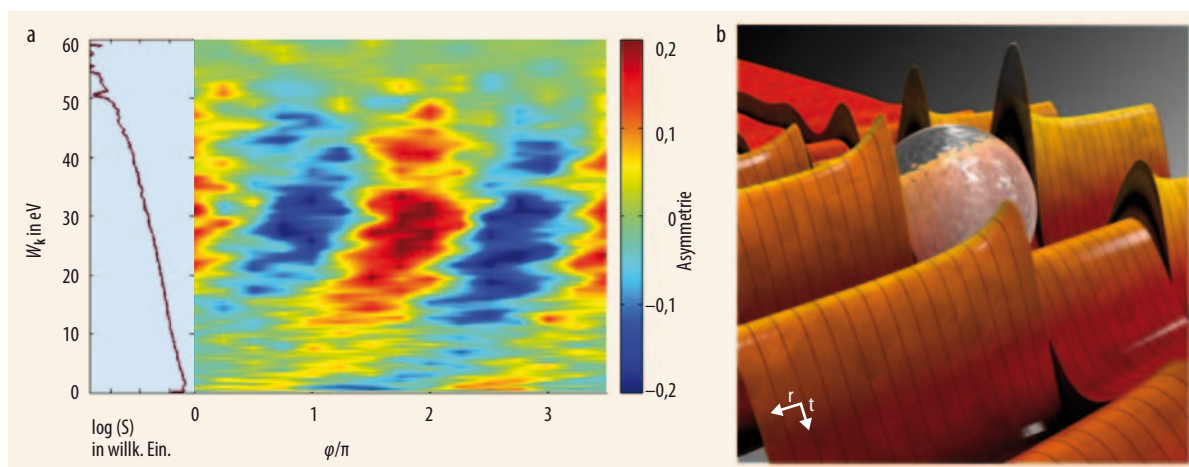 a
60
50
40
30
20
10
0
W_k in eV
log (S)
in willk. Ein.
0 1 2 3
φ/π
0,2
0,1
0
–0,1
–0,2
Asymmetrie
b
r
t